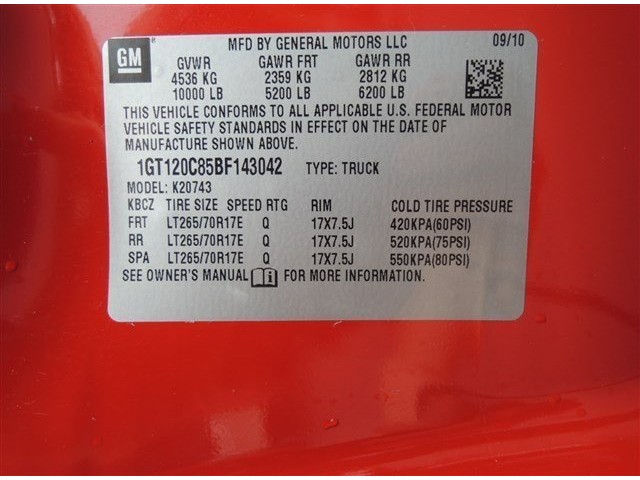 GM
MFD BY GENERAL MOTORS LLC 09/10
GVWR GAWR FRT GAWR RR
4536 KG 2359 KG 2812 KG
10000 LB 5200 LB 6200 LB
THIS VEHICLE CONFORMS TO ALL APPLICABLE U.S. FEDERAL MOTOR
VEHICLE SAFETY STANDARDS IN EFFECT ON THE DATE OF
MANUFACTURE SHOWN ABOVE.
1GT120C85BF143042 TYPE: TRUCK
MODEL: K20743
KBCZ TIRE SIZE SPEED RTG RIM COLD TIRE PRESSURE
FRT LT265/70R17E Q 17X7.5J 420KPA(60PSI)
RR LT265/70R17E Q 17X7.5J 520KPA(75PSI)
SPA LT265/70R17E Q 17X7.5J 550KPA(80PSI)
SEE OWNER'S MANUAL i FOR MORE INFORMATION.